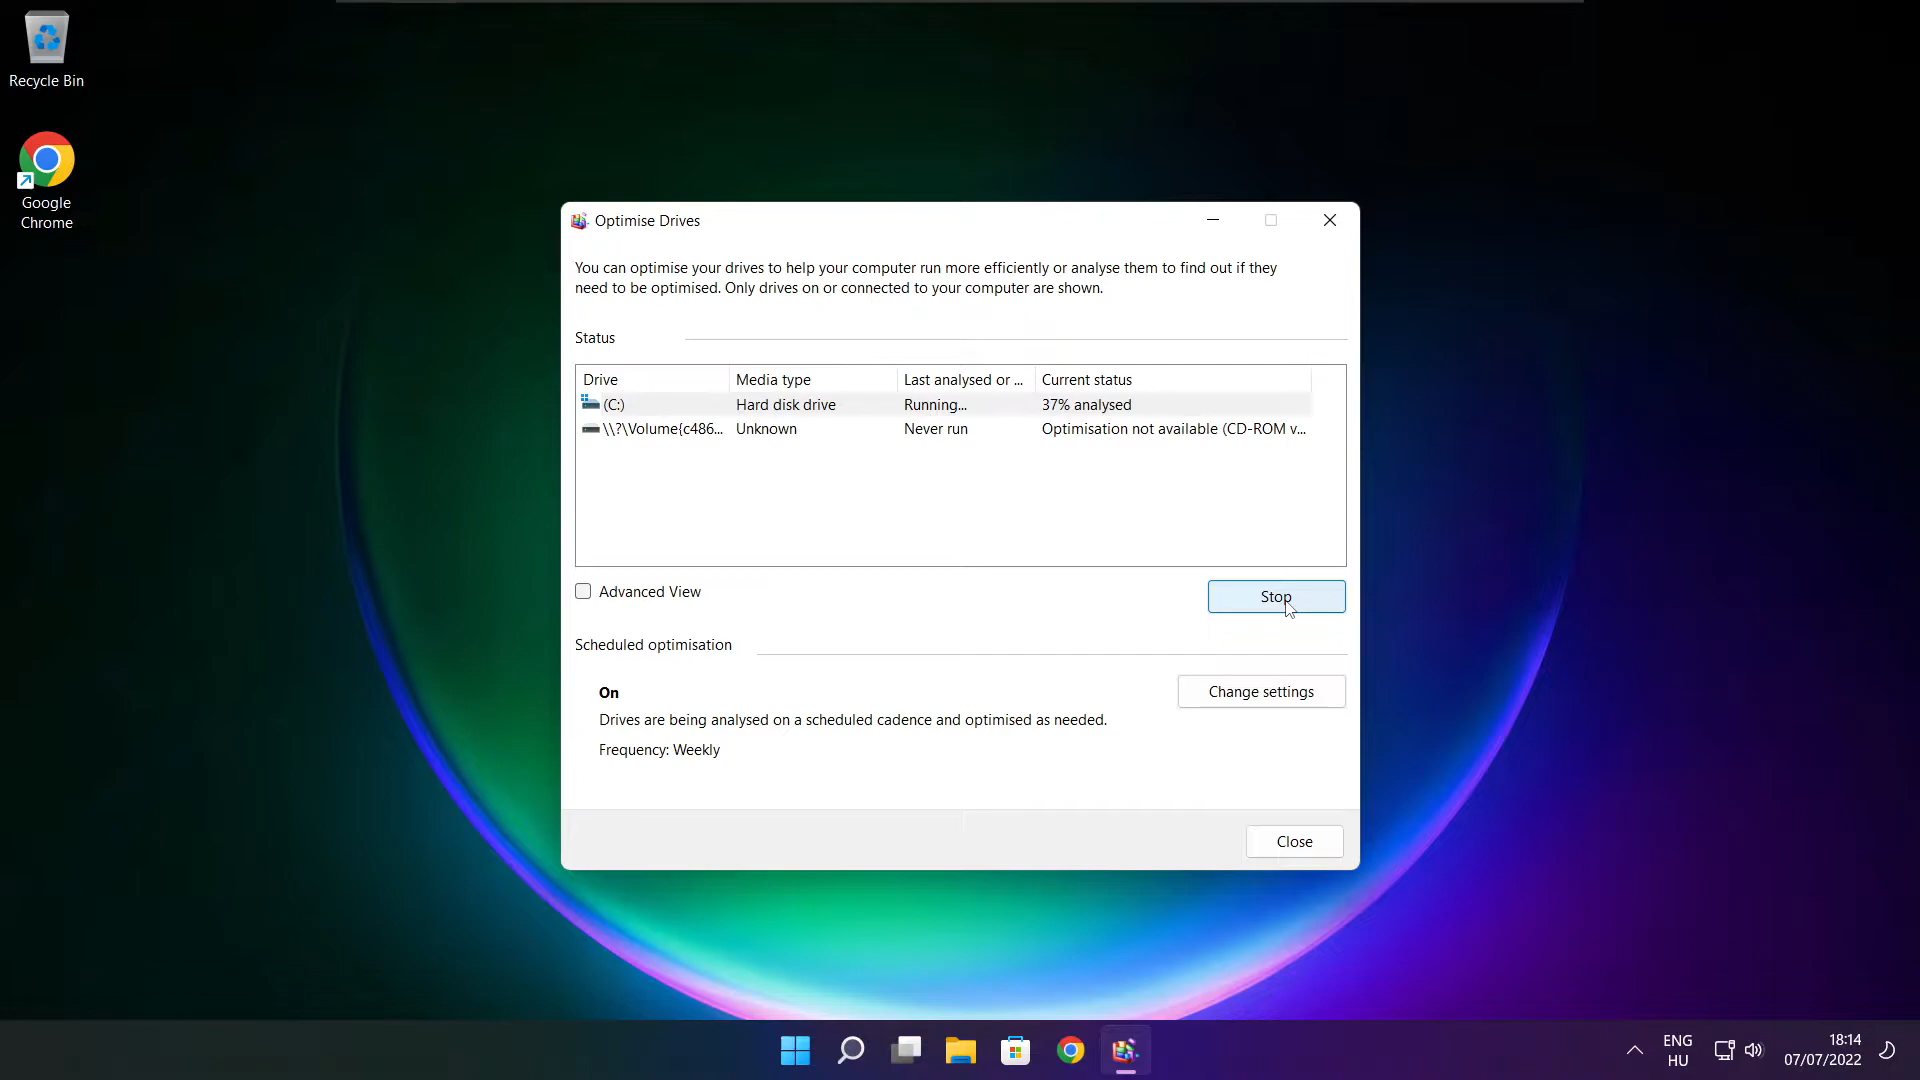 Recycle Bin
Google
Chrome
Optimise Drives
You can optimise your drives to help your computer run more efficiently or analyse them to find out if they
need to be optimised. Only drives on or connected to your computer are shown.
Status
Drive Media type Last analysed or ... Current status
(C:) Hard disk drive Running... 37% analysed
\\?\Volume{c486... Unknown Never run Optimisation not available (CD-ROM v...
Advanced View
Stop
Scheduled optimisation
On
Change settings
Drives are being analysed on a scheduled cadence and optimised as needed.
Frequency: Weekly
Close
ENG
HU
18:14
07/07/2022